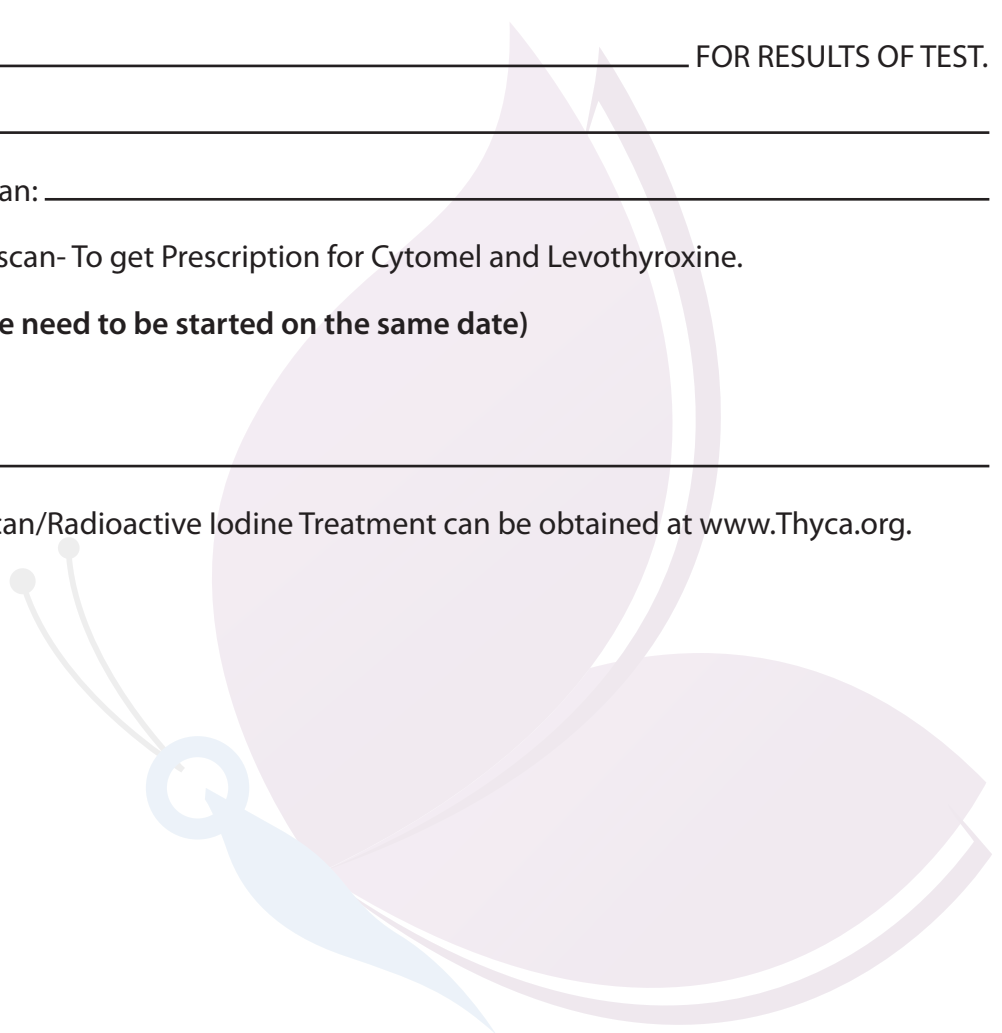 FOR RESULTS OF TEST.
an:
scan- To get Prescription for Cytomel and Levothyroxine.
e need to be started on the same date)
can/Radioactive Iodine Treatment can be obtained at www.Thyca.org.